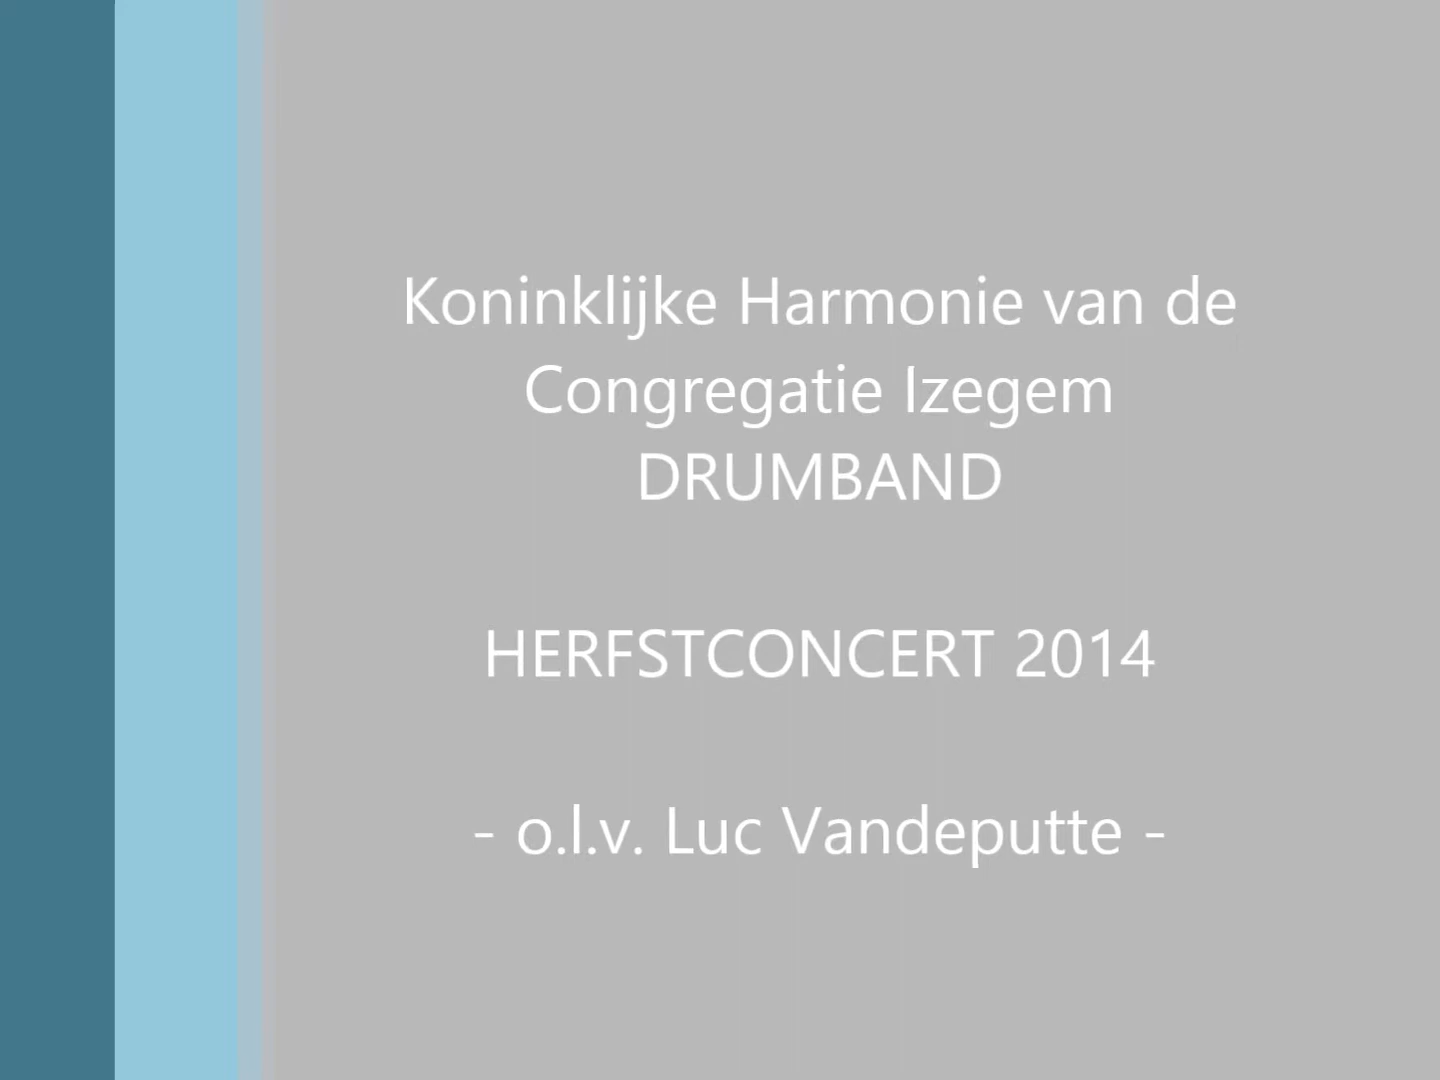 Koninklijke Harmonie van de
Congregatie Izegem
DRUMBAND
HERFSTCONCERT 2014
- o.l.v. Luc Vandeputte -